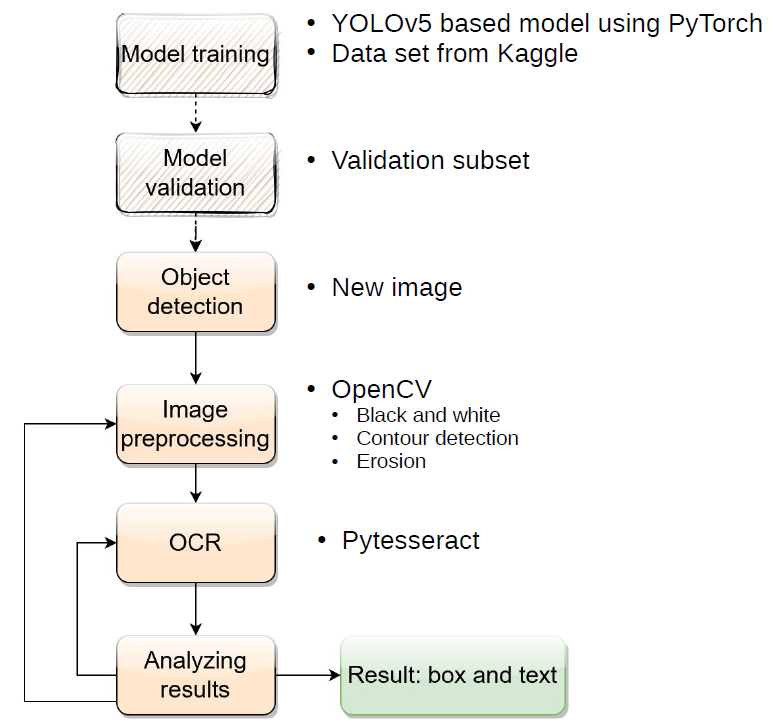 Model training
• YOLOv5 based model using PyTorch
• Data set from Kaggle
Model
validation
• Validation subset
Object
detection
• New image
Image
preprocessing
• OpenCV
• Black and white
• Contour detection
• Erosion
OCR
• Pytesseract
Analyzing
results
Result: box and text